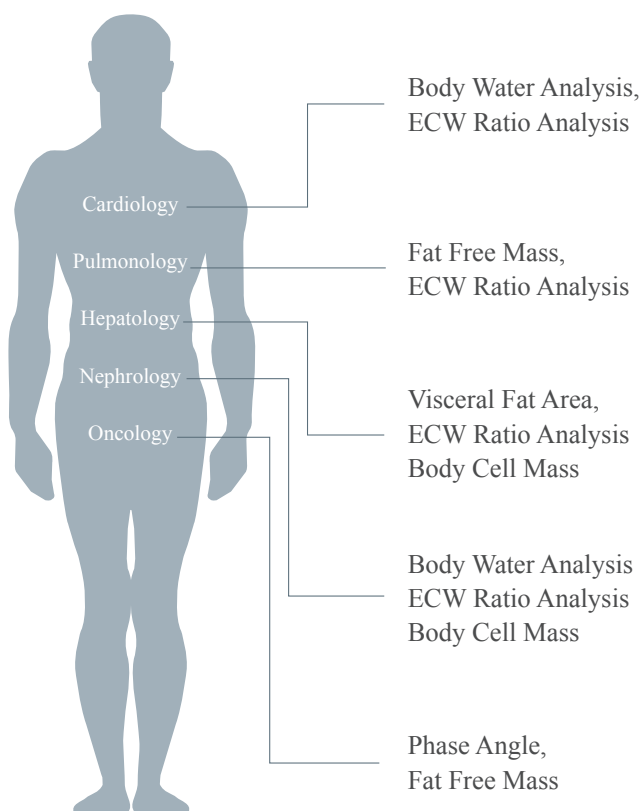 Body Water Analysis,
ECW Ratio Analysis
Cardiology
Pulmonology
Fat Free Mass,
ECW Ratio Analysis
Hepatology
Nephrology
Visceral Fat Area,
ECW Ratio Analysis
Body Cell Mass
Oncology
Body Water Analysis
ECW Ratio Analysis
Body Cell Mass
Phase Angle,
Fat Free Mass